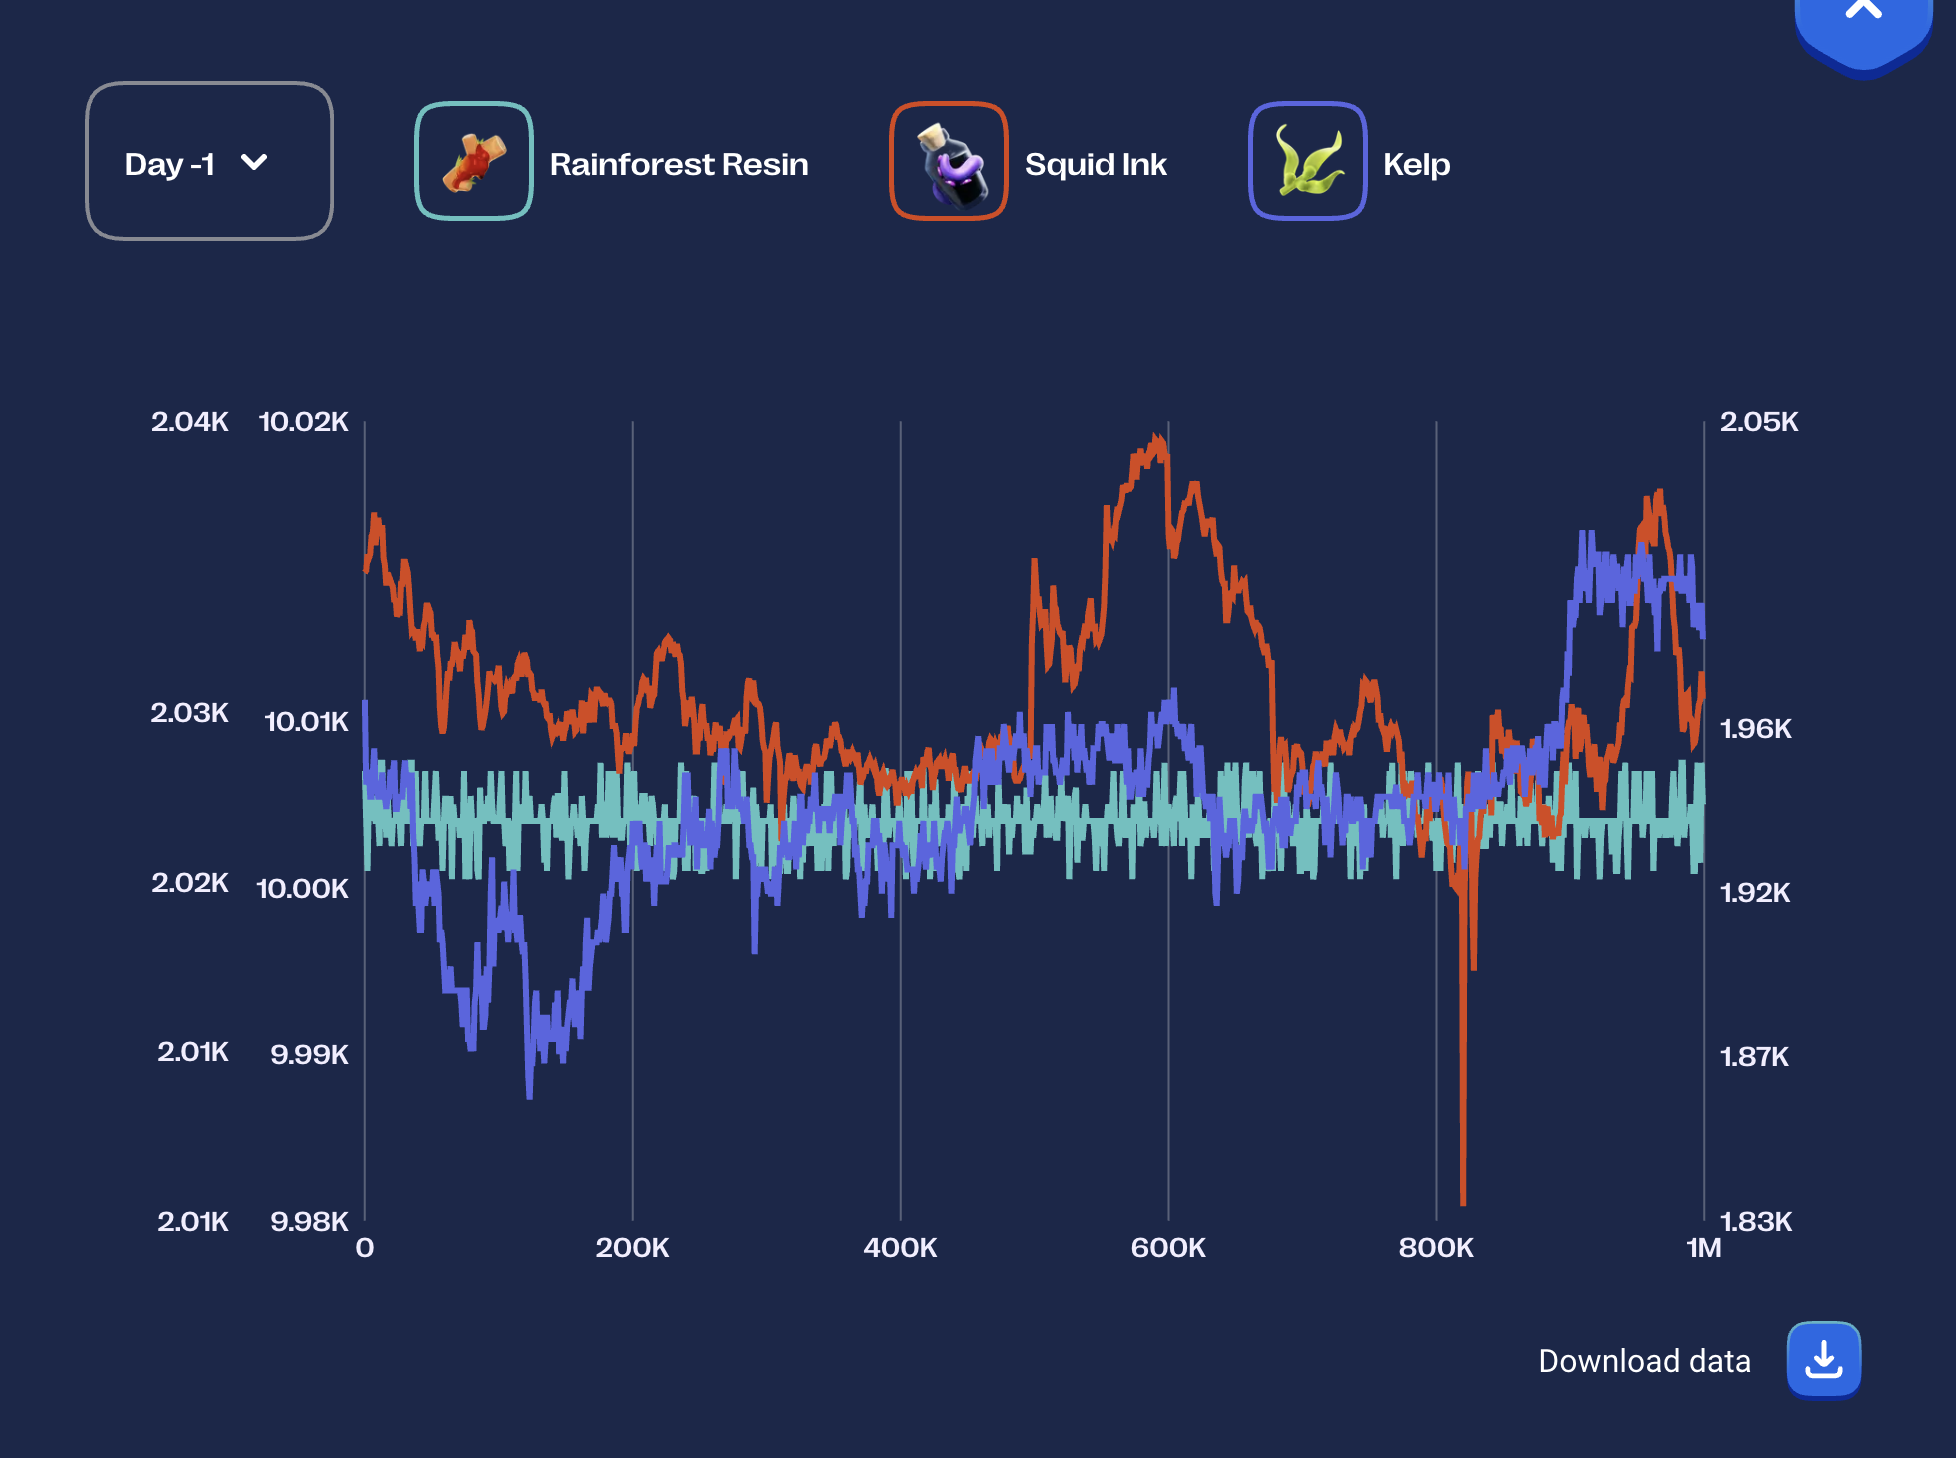 Day -1
Rainforest Resin
Squid Ink
Kelp
2.04K 10.02K 2.05K
2.03K 10.01K 1.96K
2.02K 10.00K 1.92K
2.01K 9.99K 1.87K
2.01K 9.98K 1.83K
0 200K 400K 600K 800K 1M
Download data